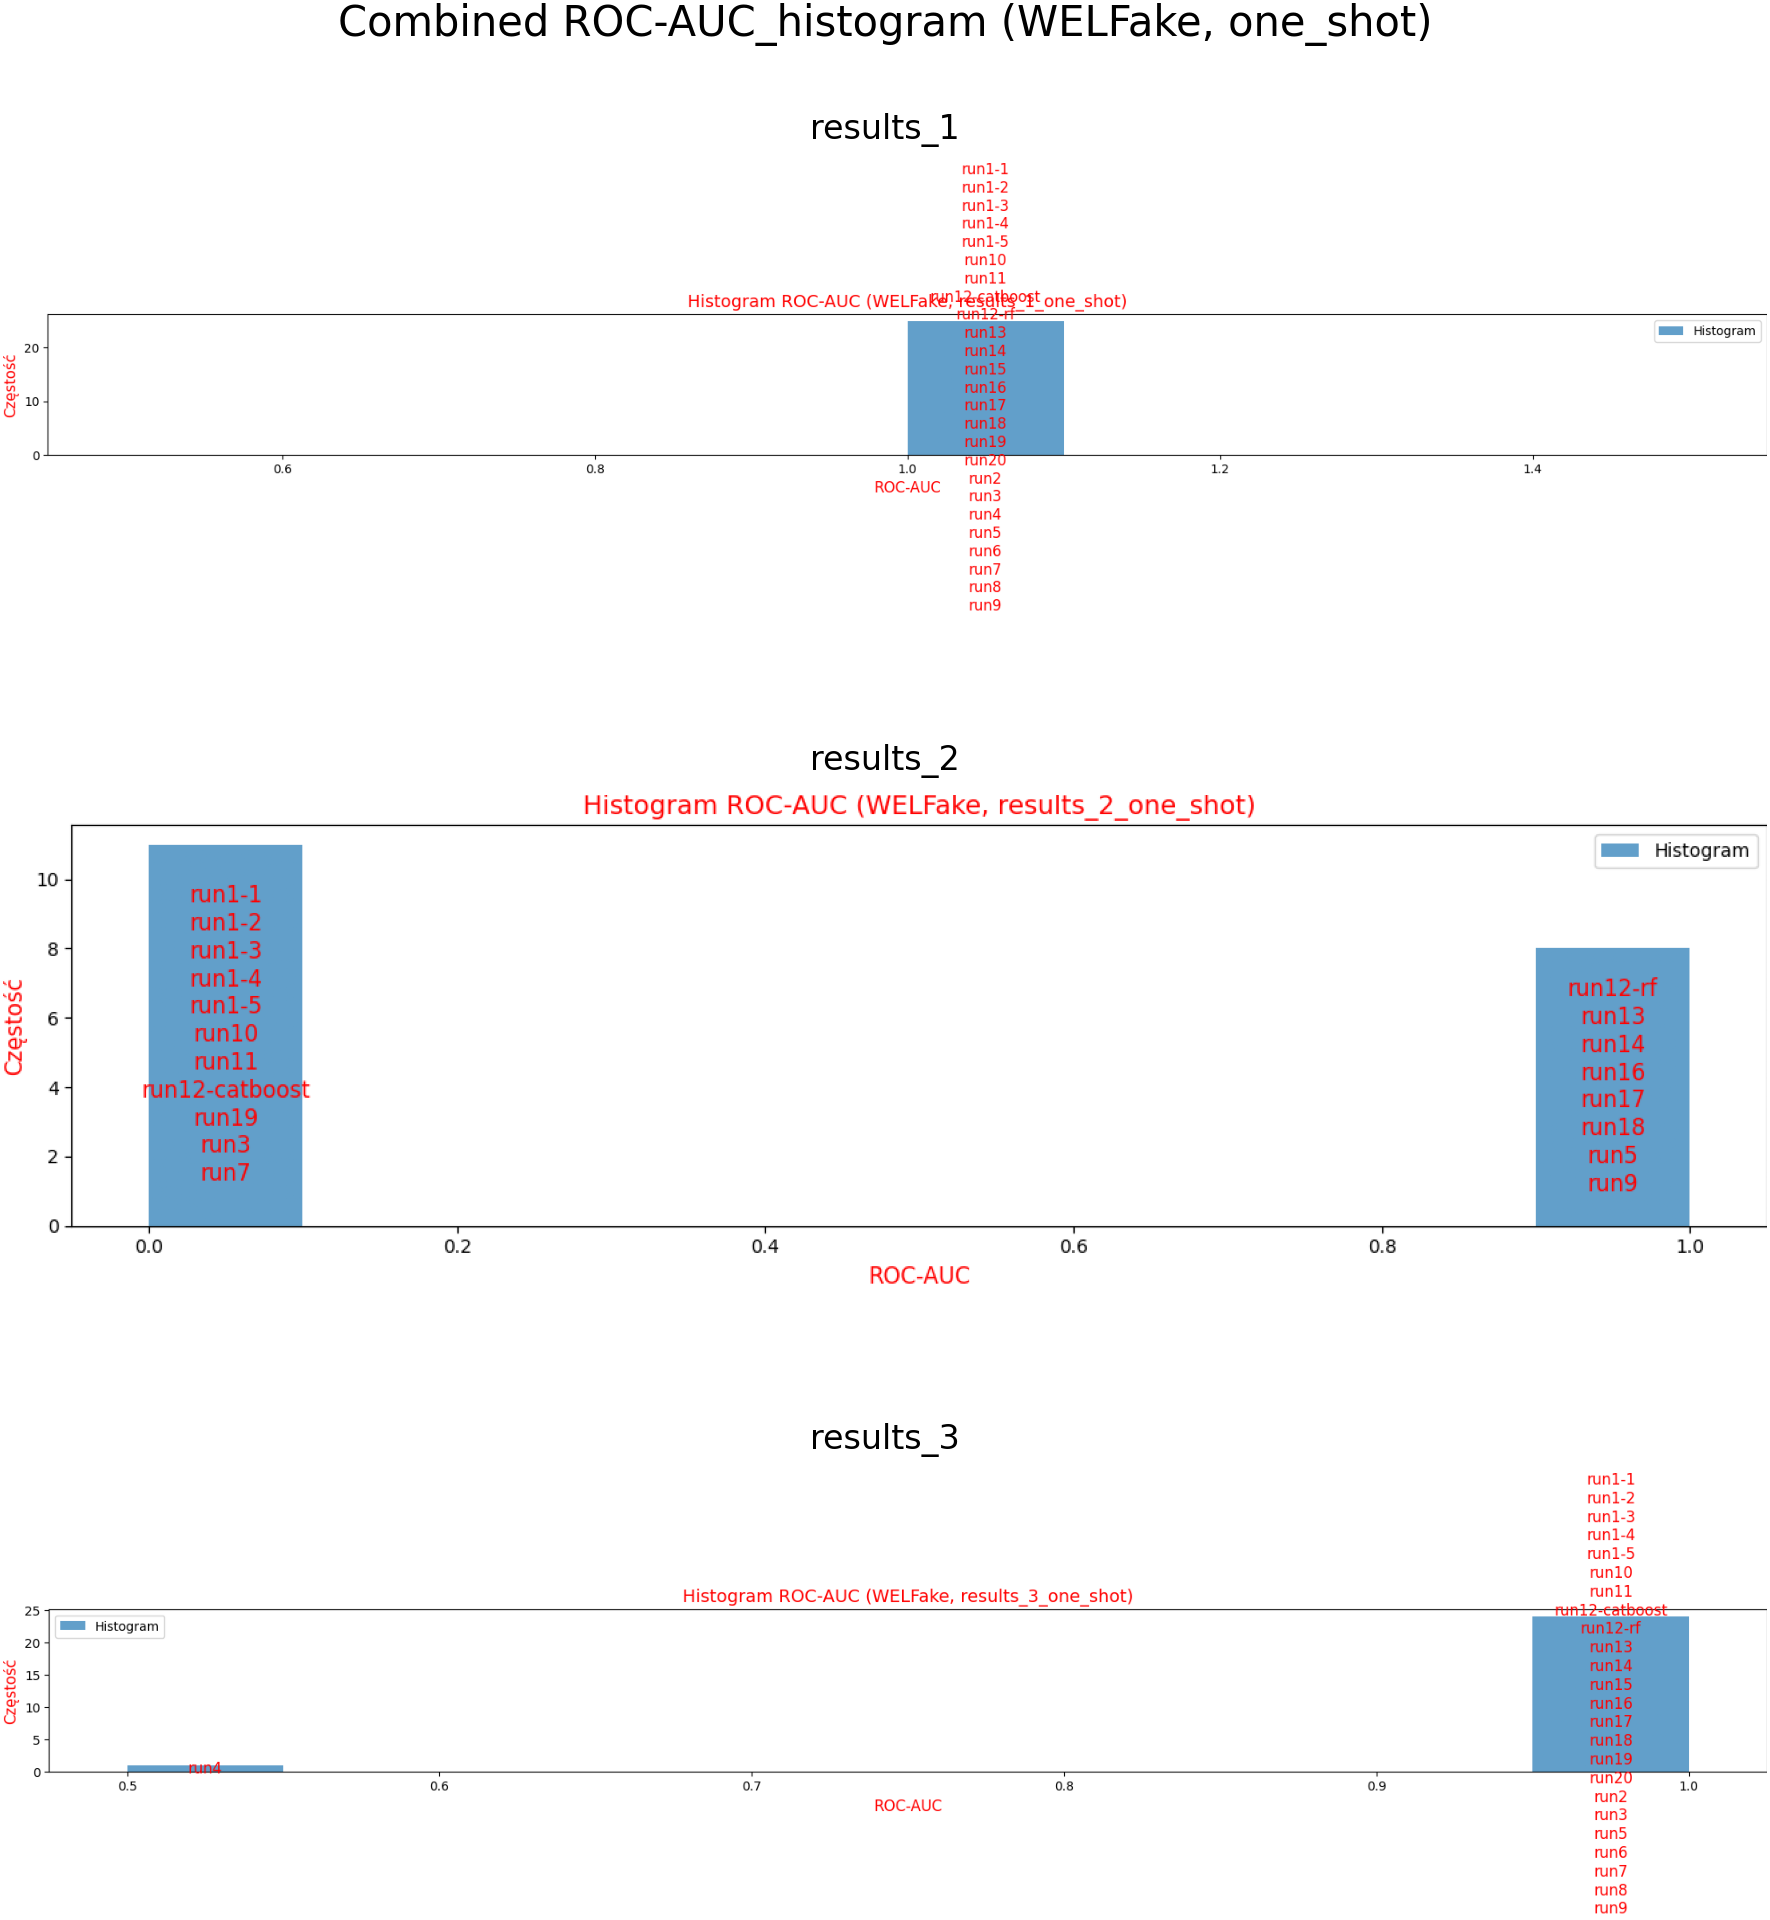 Combined ROC-AUC_histogram (WELFake, one_shot)
results_1
run1-1
run1-2
run1-3
run1-4
run1-5
run10
run11
run12-catboost
Histogram ROC-AUC (WELFake, results_1_one_shot)
run12-rf
run13
run14
run15
run16
run17
run18
run19
run20
run2
run3
run4
run5
run6
run7
run8
run9
Histogram
Częstość
20
10
0
0.6 0.8 1.0 1.2 1.4
ROC-AUC
results_2
Histogram ROC-AUC (WELFake, results_2_one_shot)
Histogram
Częstość
10
8
6
4
2
0
run1-1
run1-2
run1-3
run1-4
run1-5
run10
run11
run12-catboost
run19
run3
run7
run12-rf
run13
run14
run16
run17
run18
run5
run9
0.0 0.2 0.4 0.6 0.8 1.0
ROC-AUC
results_3
run1-1
run1-2
run1-3
run1-4
run1-5
run10
run11
run12-catboost
run12-rf
run13
run14
run15
run16
run17
run18
run19
run20
run2
run3
run5
run6
run7
run8
run9
Histogram ROC-AUC (WELFake, results_3_one_shot)
Histogram
Częstość
25
20
15
10
5
0
run4
0.5 0.6 0.7 0.8 0.9 1.0
ROC-AUC